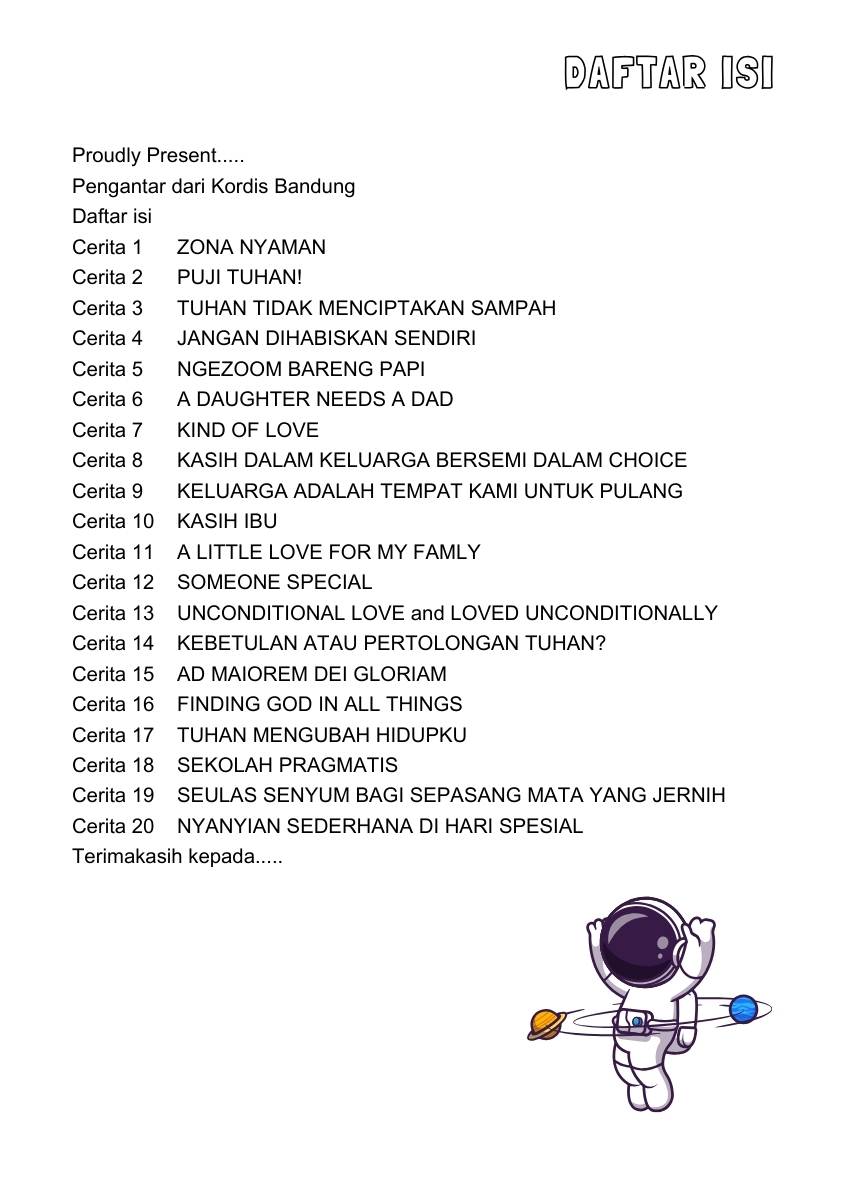 DAFTAR ISI
Proudly Present.....
Pengantar dari Kordis Bandung
Daftar isi
Cerita 1 ZONA NYAMAN
Cerita 2 PUJI TUHAN!
Cerita 3 TUHAN TIDAK MENCIPTAKAN SAMPAH
Cerita 4 JANGAN DIHABISKAN SENDIRI
Cerita 5 NGEZOOM BARENG PAPI
Cerita 6 A DAUGHTER NEEDS A DAD
Cerita 7 KIND OF LOVE
Cerita 8 KASIH DALAM KELUARGA BERSEMI DALAM CHOICE
Cerita 9 KELUARGA ADALAH TEMPAT KAMI UNTUK PULANG
Cerita 10 KASIH IBU
Cerita 11 A LITTLE LOVE FOR MY FAMLY
Cerita 12 SOMEONE SPECIAL
Cerita 13 UNCONDITIONAL LOVE and LOVED UNCONDITIONALLY
Cerita 14 KEBETULAN ATAU PERTOLONGAN TUHAN?
Cerita 15 AD MAIOREM DEI GLORIAM
Cerita 16 FINDING GOD IN ALL THINGS
Cerita 17 TUHAN MENGUBAH HIDUPKU
Cerita 18 SEKOLAH PRAGMATIS
Cerita 19 SEULAS SENYUM BAGI SEPASANG MATA YANG JERNIH
Cerita 20 NYANYIAN SEDERHANA DI HARI SPESIAL
Terimakasih kepada.....